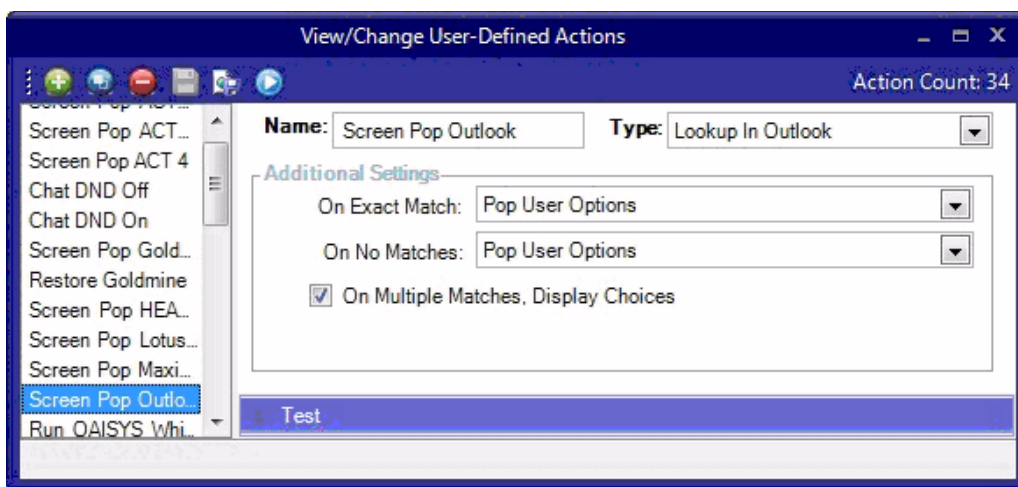 View/Change User-Defined Actions
Action Count: 34
Screen Pop ACT...
Screen Pop ACT...
Screen Pop ACT 4
Chat DND Off
Chat DND On
Screen Pop Gold...
Restore Goldmine
Screen Pop HEA...
Screen Pop Lotus...
Screen Pop Maxi...
Screen Pop Outlo...
Run OAISYS Whi...
Name: Screen Pop Outlook Type: Lookup In Outlook
Additional Settings
On Exact Match: Pop User Options
On No Matches: Pop User Options
On Multiple Matches, Display Choices
Test